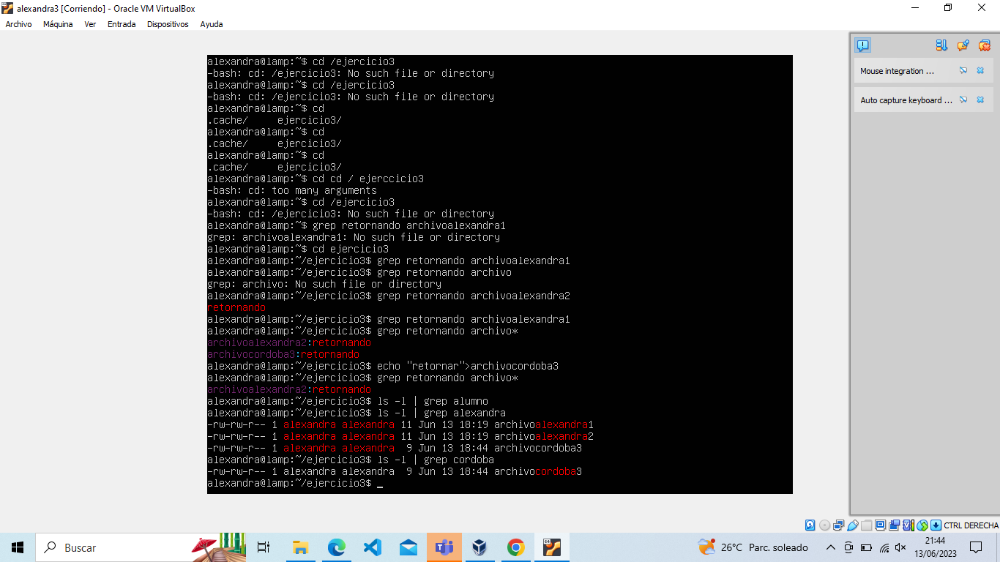 alexandra3 [Corriendo] - Oracle VM VirtualBox
Archivo Máquina Ver Entrada Dispositivos Ayuda
alexandra@lamp:~$ cd /ejercicio3
-bash: cd: /ejercicio3: No such file or directory
alexandra@lamp:~$ cd /ejercicio3
-bash: cd: /ejercicio3: No such file or directory
alexandra@lamp:~$ cd
.cache/     ejercicio3/
alexandra@lamp:~$ cd
.cache/     ejercicio3/
alexandra@lamp:~$ cd
.cache/     ejercicio3/
alexandra@lamp:~$ cd cd / ejerccicio3
-bash: cd: too many arguments
alexandra@lamp:~$ cd /ejercicio3
-bash: cd: /ejercicio3: No such file or directory
alexandra@lamp:~$ grep retornando archivoalexandra1
grep: archivoalexandra1: No such file or directory
alexandra@lamp:~$ cd ejercicio3
alexandra@lamp:~/ejercicio3$ grep retornando archivoalexandra1
alexandra@lamp:~/ejercicio3$ grep retornando archivo
grep: archivo: No such file or directory
alexandra@lamp:~/ejercicio3$ grep retornando archivoalexandra2
retornando
alexandra@lamp:~/ejercicio3$ grep retornando archivoalexandra1
alexandra@lamp:~/ejercicio3$ grep retornando archivo*
archivoalexandra2:retornando
archivocordoba3:retornando
alexandra@lamp:~/ejercicio3$ echo "retornar">archivocordoba3
alexandra@lamp:~/ejercicio3$ grep retornando archivo*
archivoalexandra2:retornando
alexandra@lamp:~/ejercicio3$ ls -l | grep alumno
alexandra@lamp:~/ejercicio3$ ls -l | grep alexandra
-rw-rw-r-- 1 alexandra alexandra 11 Jun 13 18:19 archivoalexandra1
-rw-rw-r-- 1 alexandra alexandra 11 Jun 13 18:19 archivoalexandra2
-rw-rw-r-- 1 alexandra alexandra  9 Jun 13 18:44 archivocordoba3
alexandra@lamp:~/ejercicio3$ ls -l | grep cordoba
-rw-rw-r-- 1 alexandra alexandra  9 Jun 13 18:44 archivocordoba3
alexandra@lamp:~/ejercicio3$ _
Mouse integration ...
Auto capture keyboard ...
CTRL DERECHA
Buscar
26°C Parc. soleado
21:44
13/06/2023